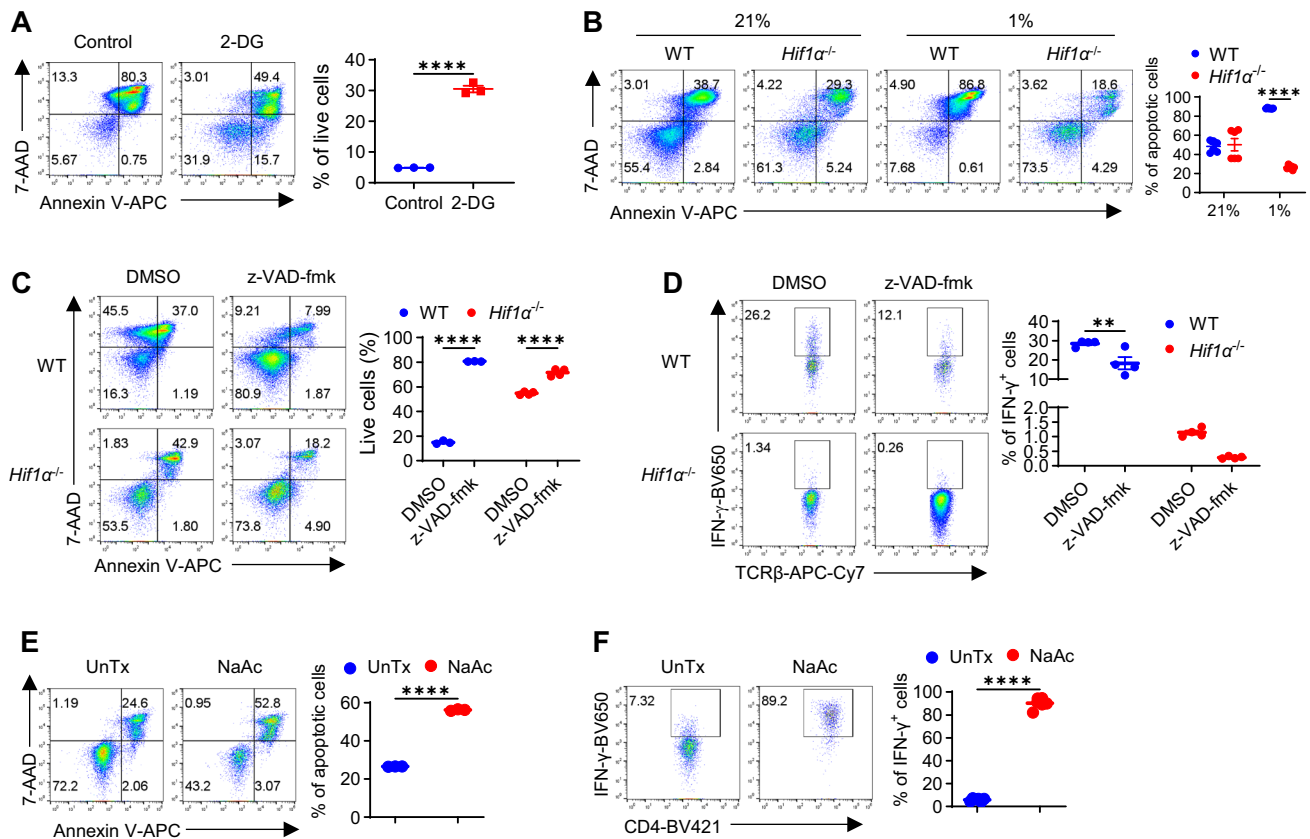 A
Control
2-DG
13.3
80.3
5.67
0.75
3.01
49.4
31.9
15.7
7-AAD
Annexin V-APC
% of live cells
40
30
20
10
0
****
Control 2-DG
B
21%
1%
WT
Hif1α-/-
WT
Hif1α-/-
3.01
38.7
55.4
2.84
4.22
29.3
61.3
5.24
4.90
86.8
7.68
0.61
3.62
18.6
73.5
4.29
7-AAD
Annexin V-APC
WT
Hif1α-/-
% of apoptotic cells
100
80
60
40
20
0
****
21%
1%
C
DMSO
z-VAD-fmk
WT
45.5
37.0
16.3
1.19
9.21
7.99
80.9
1.87
Hif1α-/-
1.83
42.9
53.5
1.80
3.07
18.2
73.8
4.90
7-AAD
Annexin V-APC
WT
Hif1α-/-
Live cells (%)
100
80
60
40
20
0
****
****
DMSO
z-VAD-fmk
DMSO
z-VAD-fmk
D
DMSO
z-VAD-fmk
WT
26.2
12.1
Hif1α-/-
1.34
0.26
IFN-γ-BV650
TCRβ-APC-Cy7
% of IFN-γ+ cells
40
30
20
10
2.0
1.5
1.0
0.5
0.0
**
WT
Hif1α-/-
DMSO
z-VAD-fmk
DMSO
z-VAD-fmk
E
UnTx
NaAc
1.19
24.6
72.2
2.06
0.95
52.8
43.2
3.07
7-AAD
Annexin V-APC
UnTx
NaAc
% of apoptotic cells
60
40
20
0
****
F
UnTx
NaAc
7.32
89.2
IFN-γ-BV650
CD4-BV421
UnTx
NaAc
% of IFN-γ+ cells
100
80
60
40
20
0
****